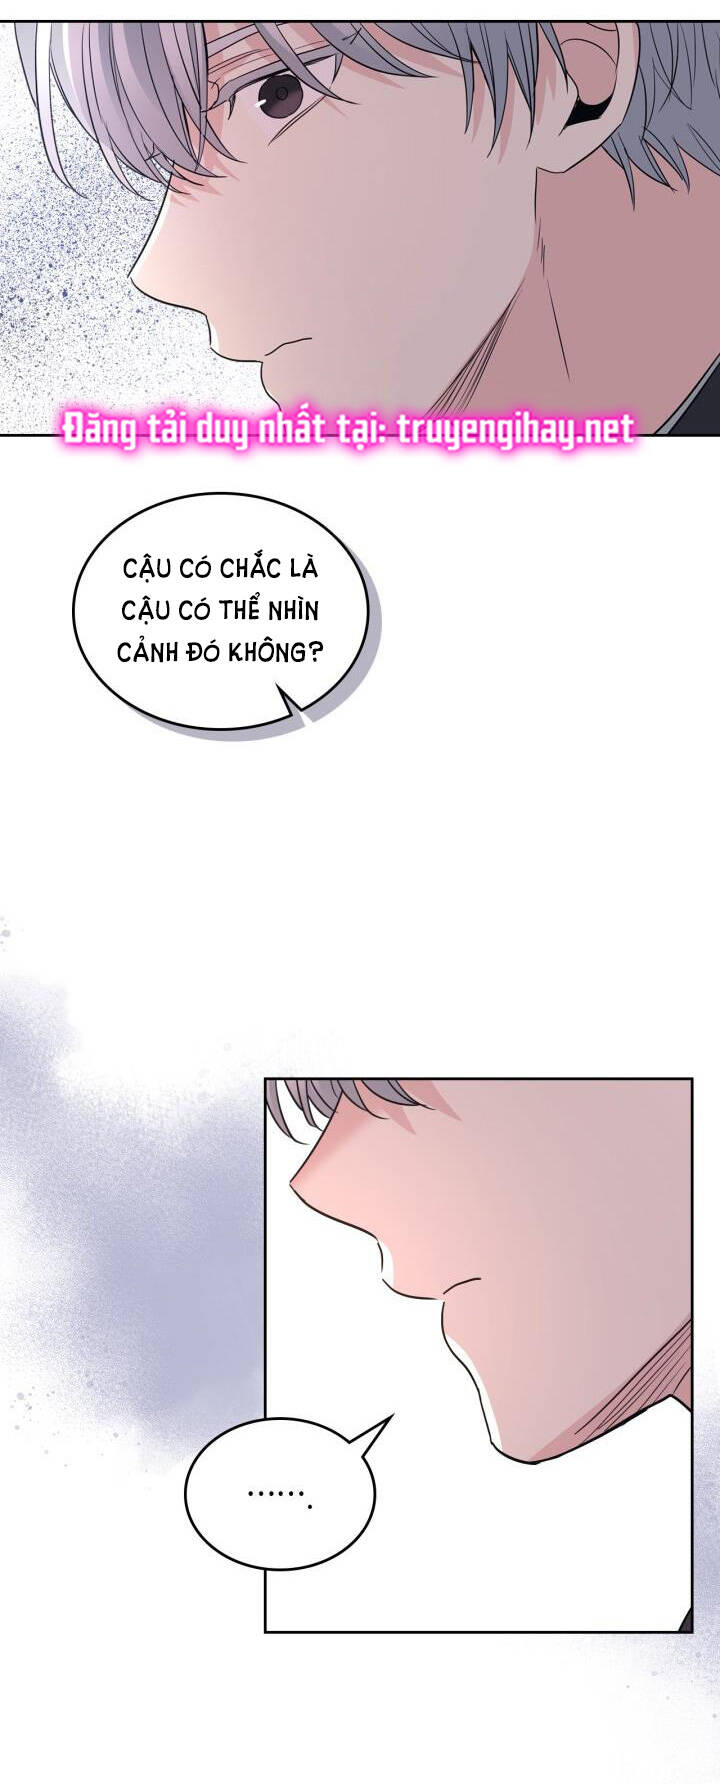 Đăng tải duy nhất tại: truyengihay.net
CẬU CÓ CHẮC LÀ
CẬU CÓ THỂ NHÌN
CẢNH ĐÓ KHÔNG?
.......